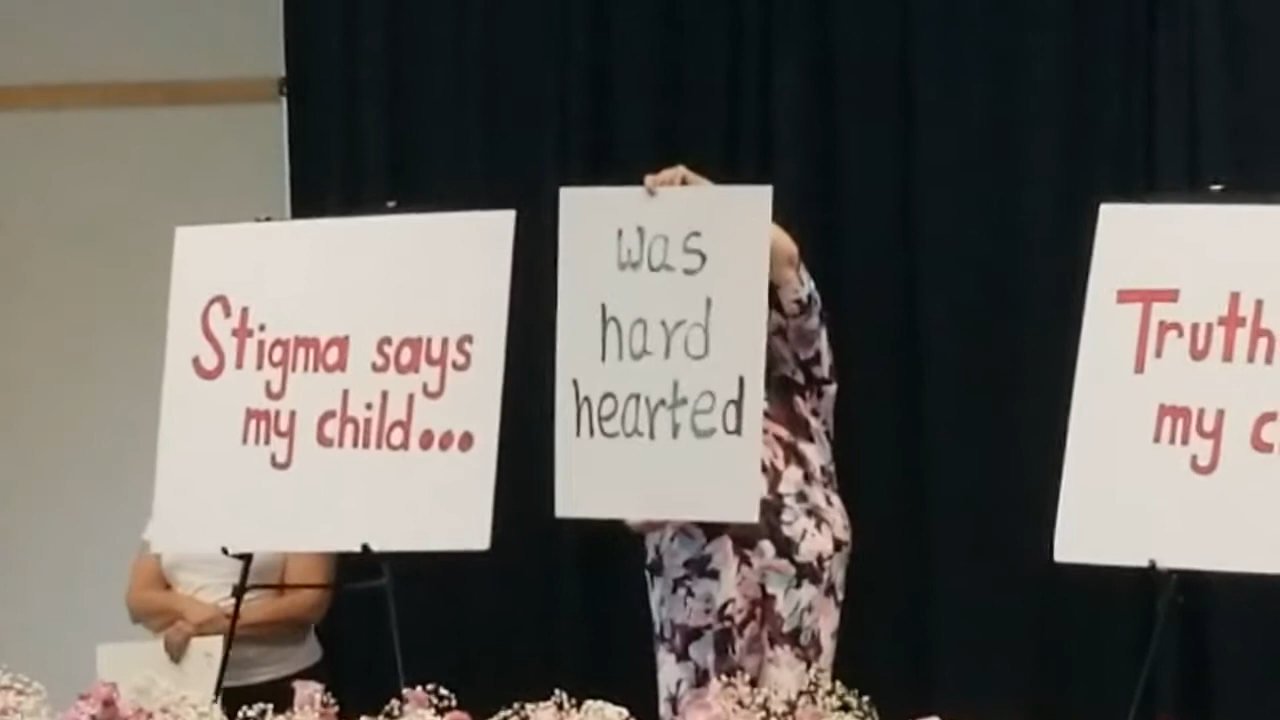 Stigma says
my child...
was
hard
hearted
Truth
my